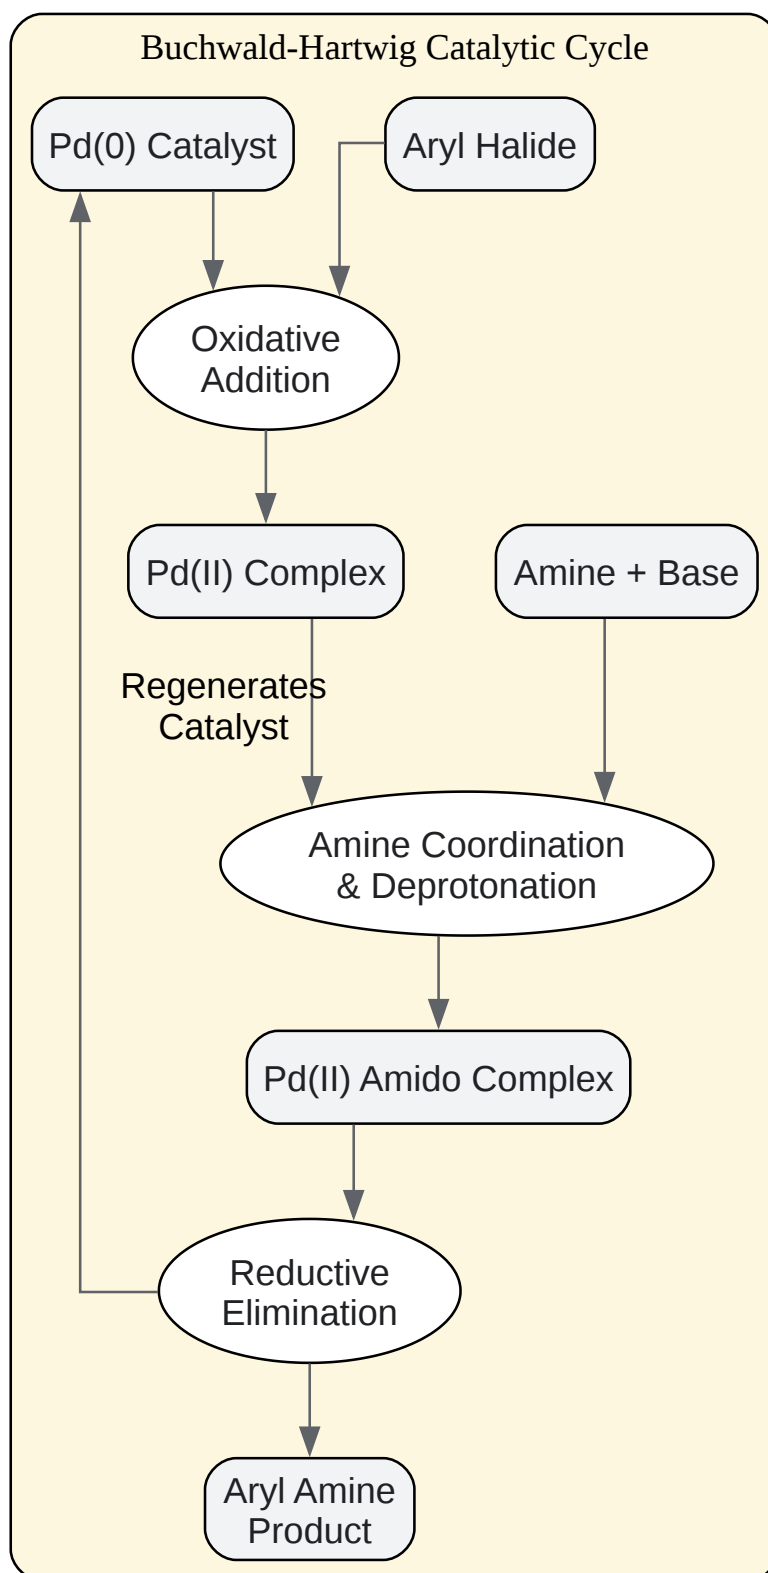 Buchwald-Hartwig Catalytic Cycle
Pd(0) Catalyst
Aryl Halide
Oxidative
Addition
Pd(II) Complex
Amine + Base
Regenerates
Catalyst
Amine Coordination
& Deprotonation
Pd(II) Amido Complex
Reductive
Elimination
Aryl Amine
Product